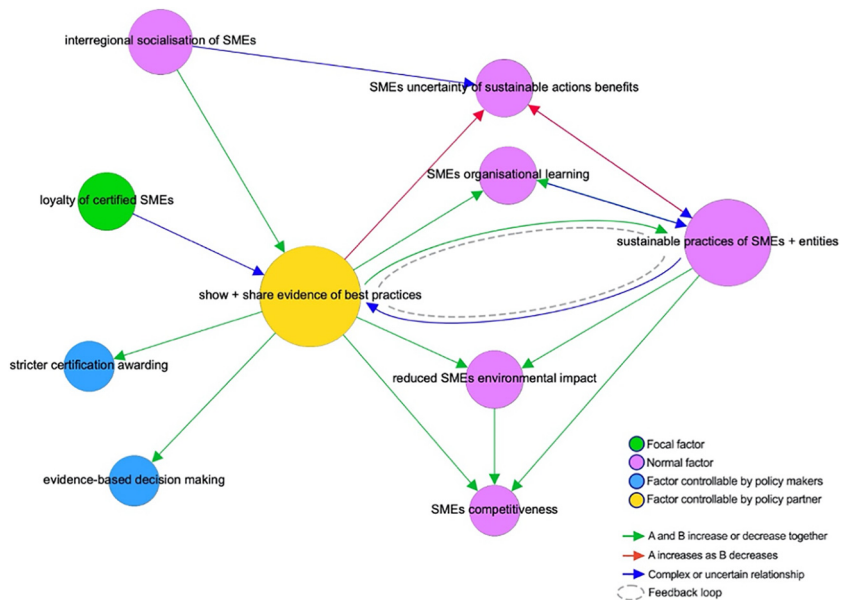 interregional socialisation of SMEs
SMEs uncertainty of sustainable actions benefits
SMEs organisational learning
loyalty of certified SMEs
sustainable practices of SMEs + entities
show + share evidence of best practices
stricter certification awarding
reduced SMEs environmental impact
evidence-based decision making
SMEs competitiveness
Focal factor
Normal factor
Factor controllable by policy makers
Factor controllable by policy partner
A and B increase or decrease together
A increases as B decreases
Complex or uncertain relationship
Feedback loop